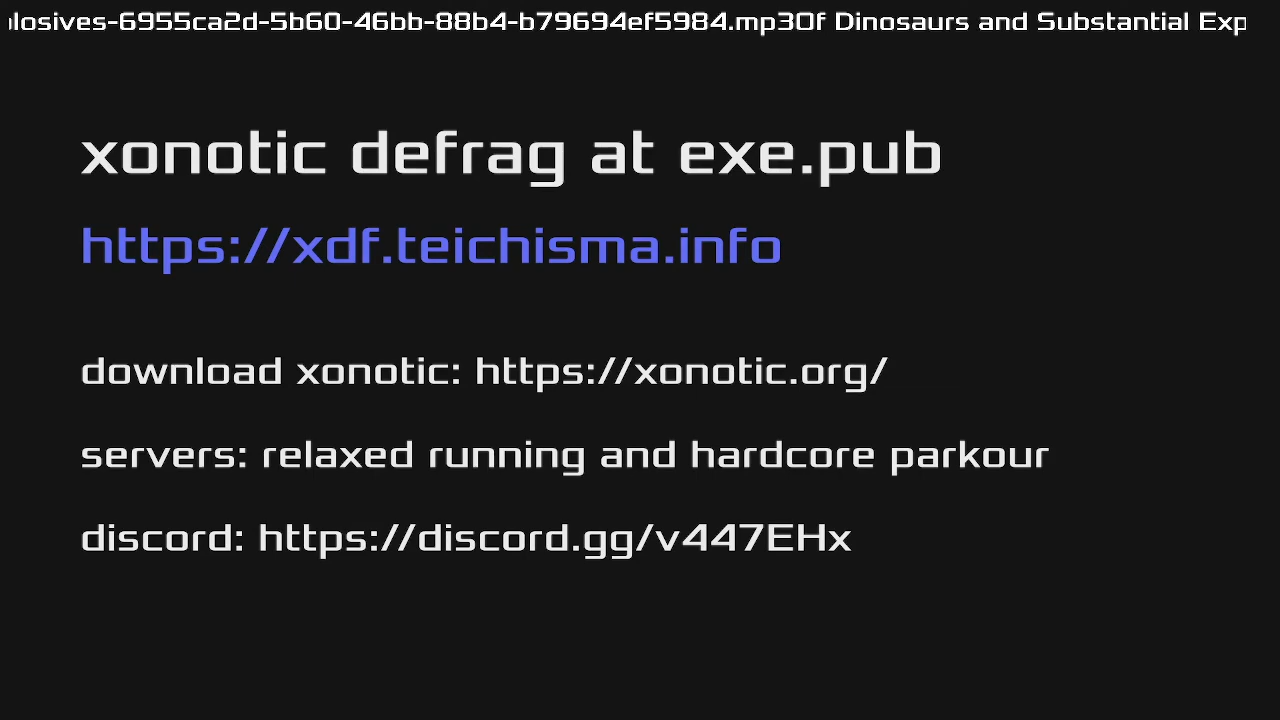 losives-6955ca2d-5b60-46bb-88b4-b79694ef5984.mp3Of Dinosaurs and Substantial Exp
xonotic defrag at exe.pub
https://xdf.teichisma.info
download xonotic: https://xonotic.org/
servers: relaxed running and hardcore parkour
discord: https://discord.gg/v447EHx